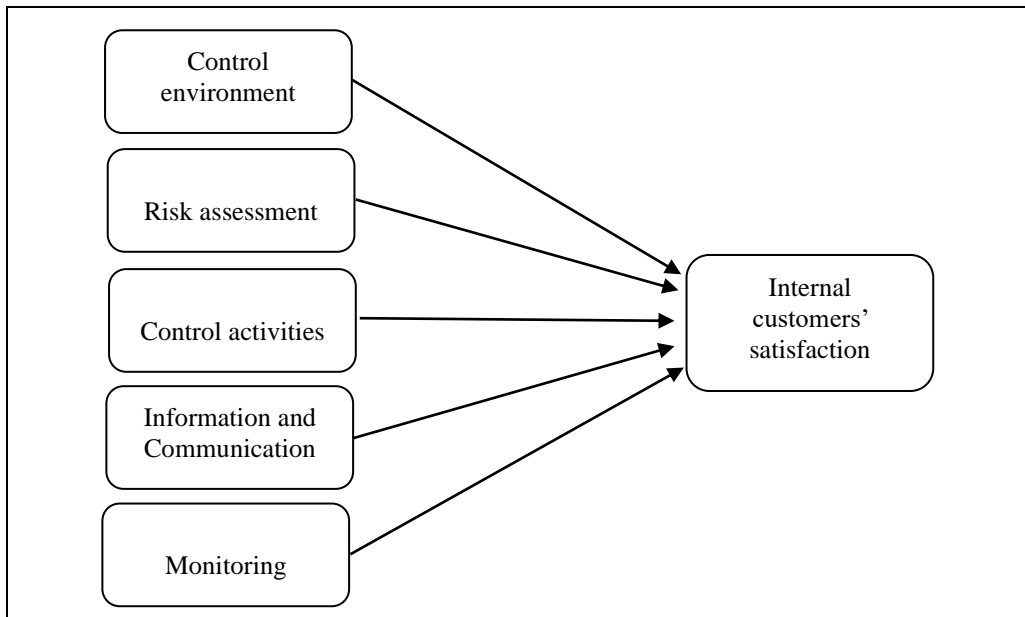 Control
environment
Risk assessment
Control activities
Information and
Communication
Monitoring
Internal
customers’
satisfaction